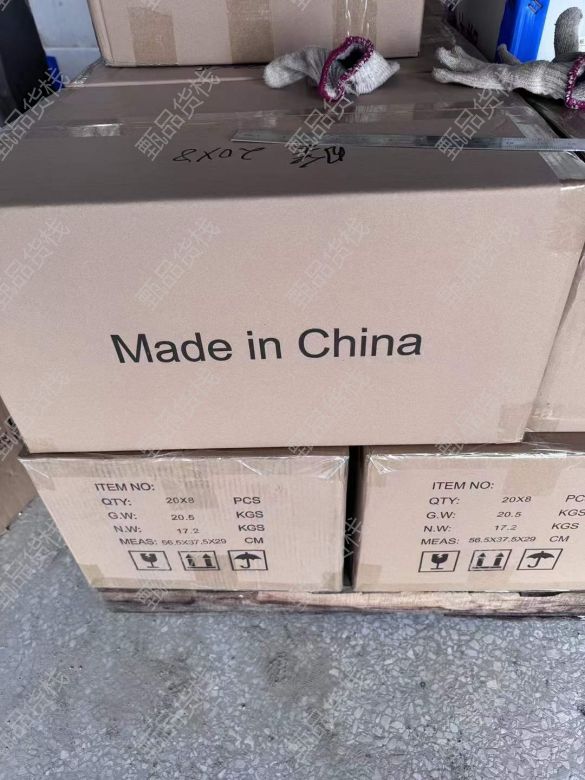 20X8
Made in China
ITEM NO:
QTY: 20X8 PCS
G.W: 20.5 KGS
N.W: 17.2 KGS
MEAS: 56.5X37.5X29 CM
ITEM NO:
QTY: 20X8 PCS
G.W: 20.5 KGS
N.W: 17.2 KGS
MEAS: 56.5X37.5X29 CM
甄品货栈